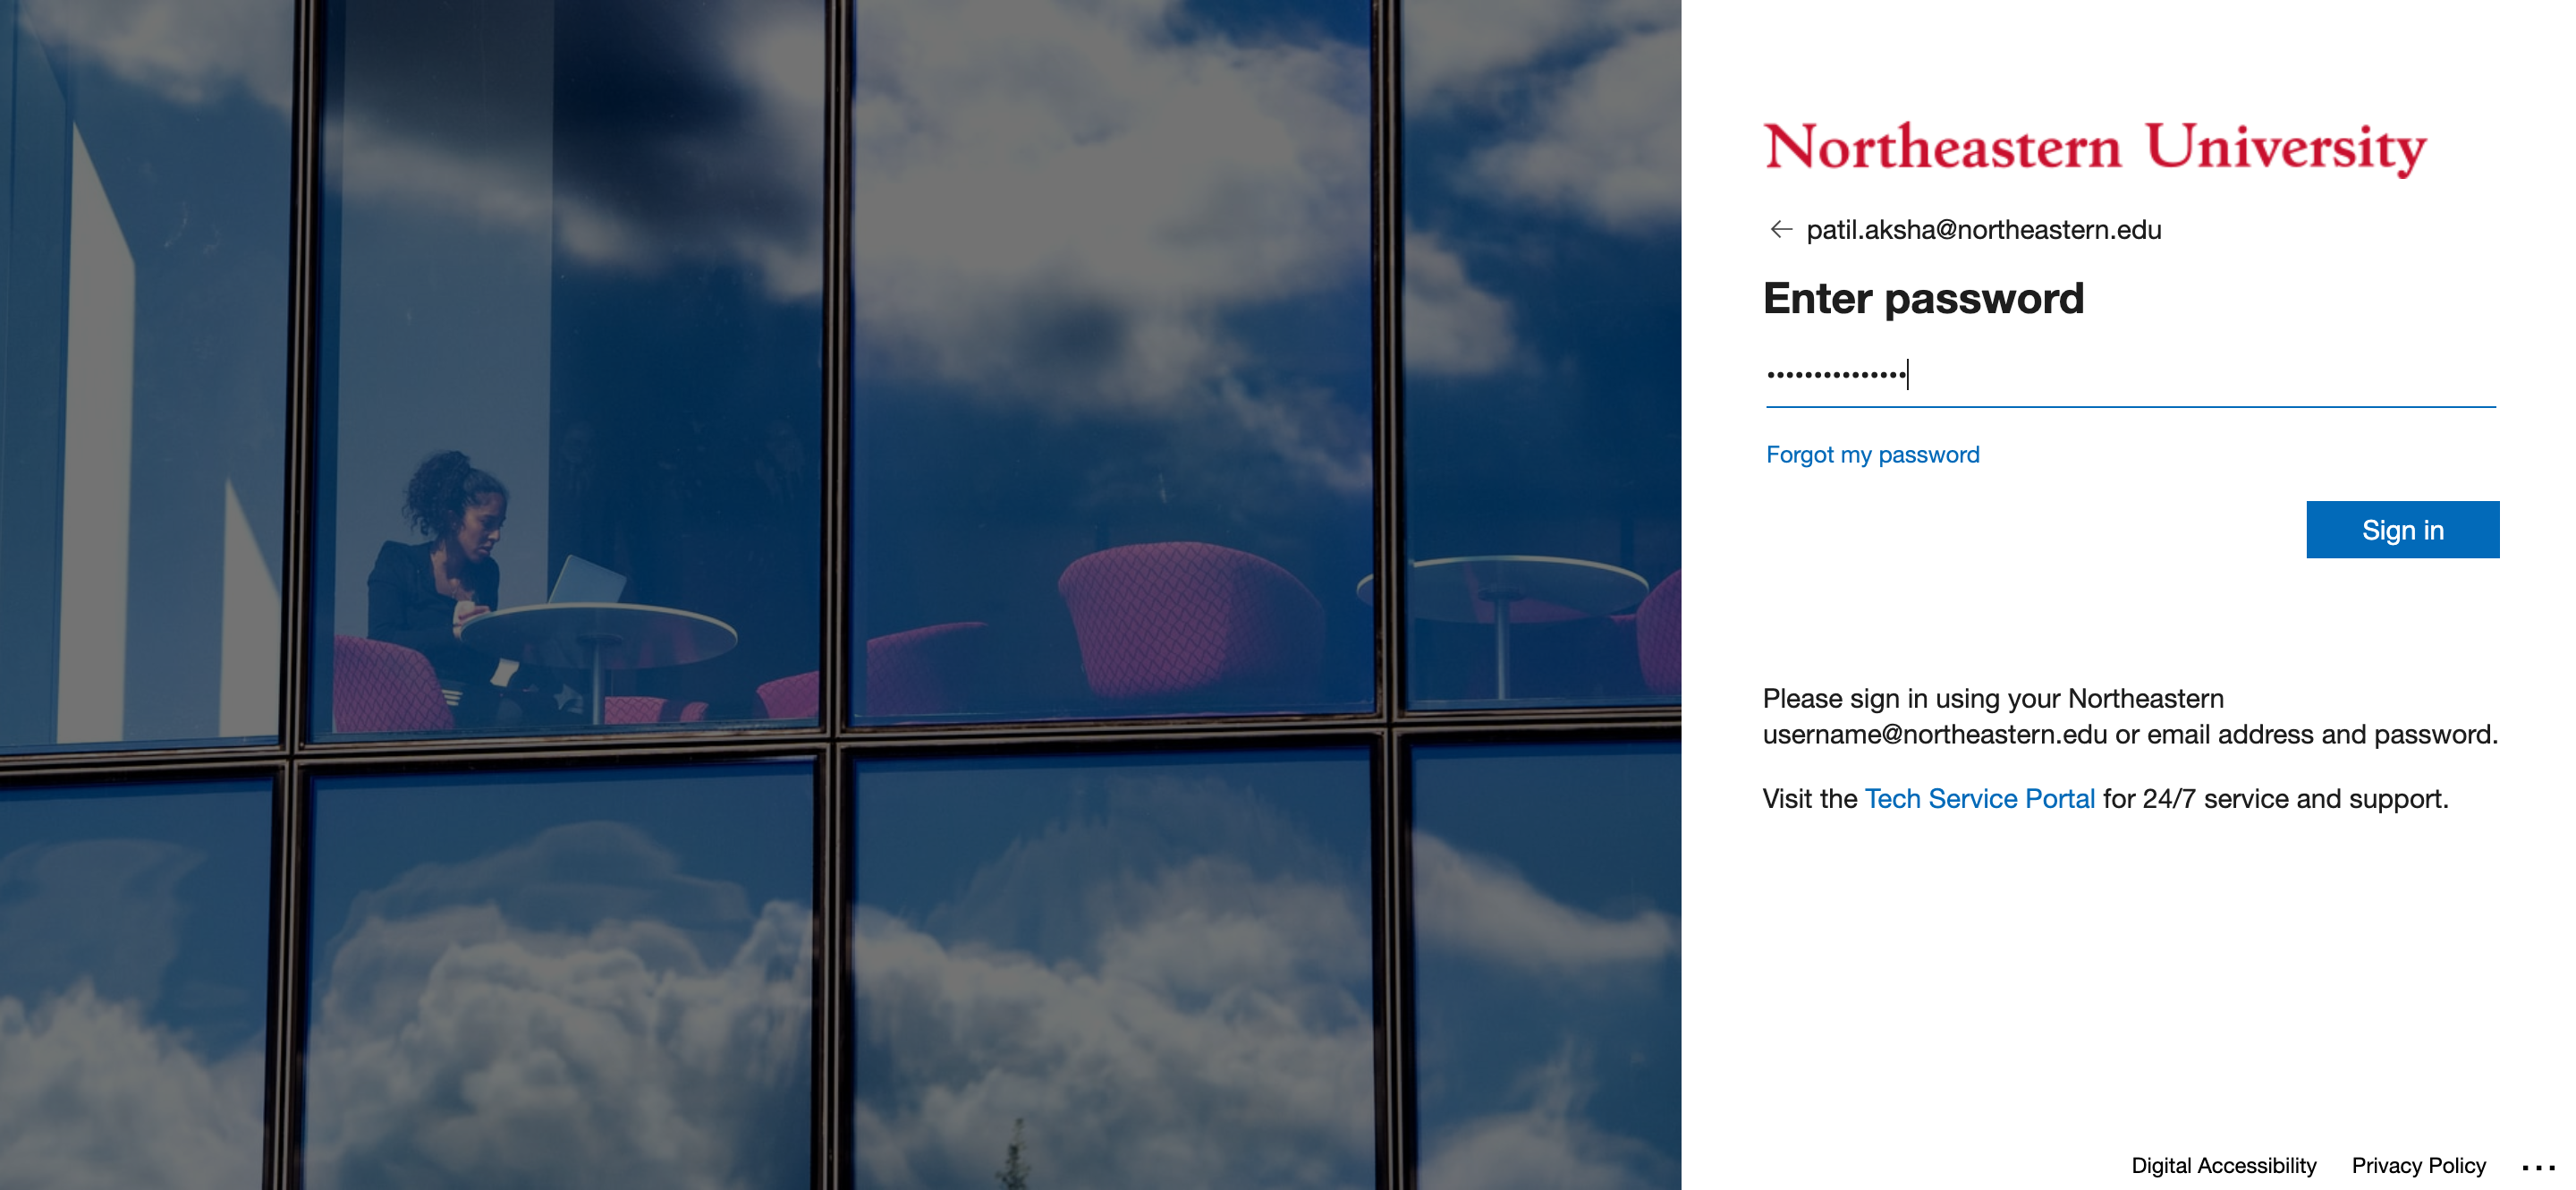 Northeastern University
patil.aksha@northeastern.edu
Enter password
•••••••••••••••
Forgot my password
Sign in
Please sign in using your Northeastern
username@northeastern.edu or email address and password.
Visit the Tech Service Portal for 24/7 service and support.
Digital Accessibility Privacy Policy ...